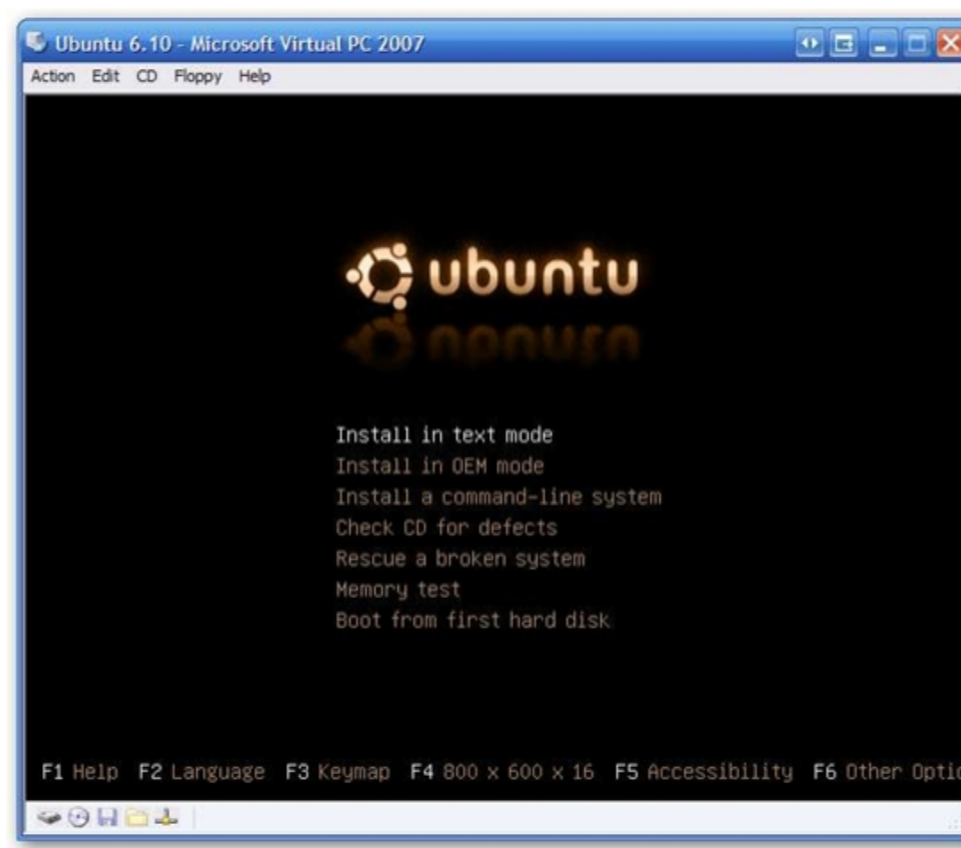 Ubuntu 6.10 - Microsoft Virtual PC 2007
Action Edit CD Floppy Help
ubuntu
Install in text mode
Install in OEM mode
Install a command-line system
Check CD for defects
Rescue a broken system
Memory test
Boot from first hard disk
F1 Help F2 Language F3 Keymap F4 800 x 600 x 16 F5 Accessibility F6 Other Optio